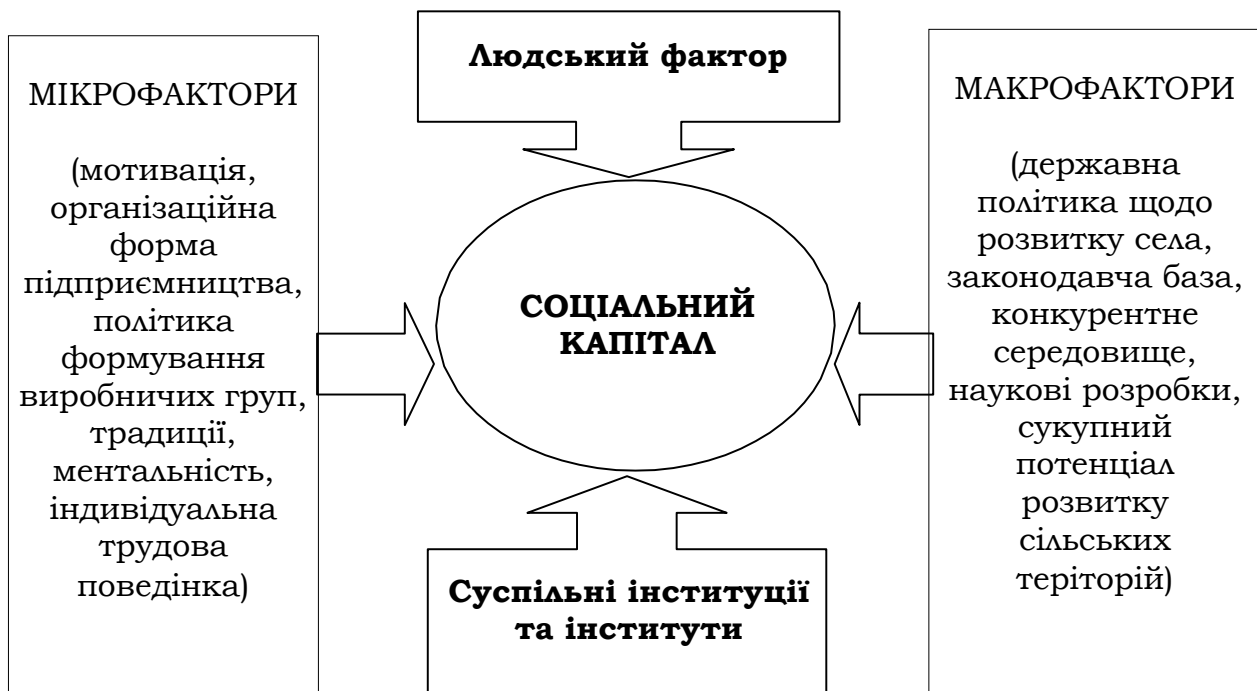 Людський фактор
МІКРОФАКТОРИ
(мотивація,
організаційна
форма
підприємництва,
політика
формування
виробничих груп,
традиції,
ментальність,
індивідуальна
трудова
поведінка)
СОЦІАЛЬНИЙ
КАПІТАЛ
МАКРОФАКТОРИ
(державна
політика щодо
розвитку села,
законодавча база,
конкурентне
середовище,
наукові розробки,
сукупний
потенціал
розвитку
сільських
теріторій)
Суспільні інституції
та інститути